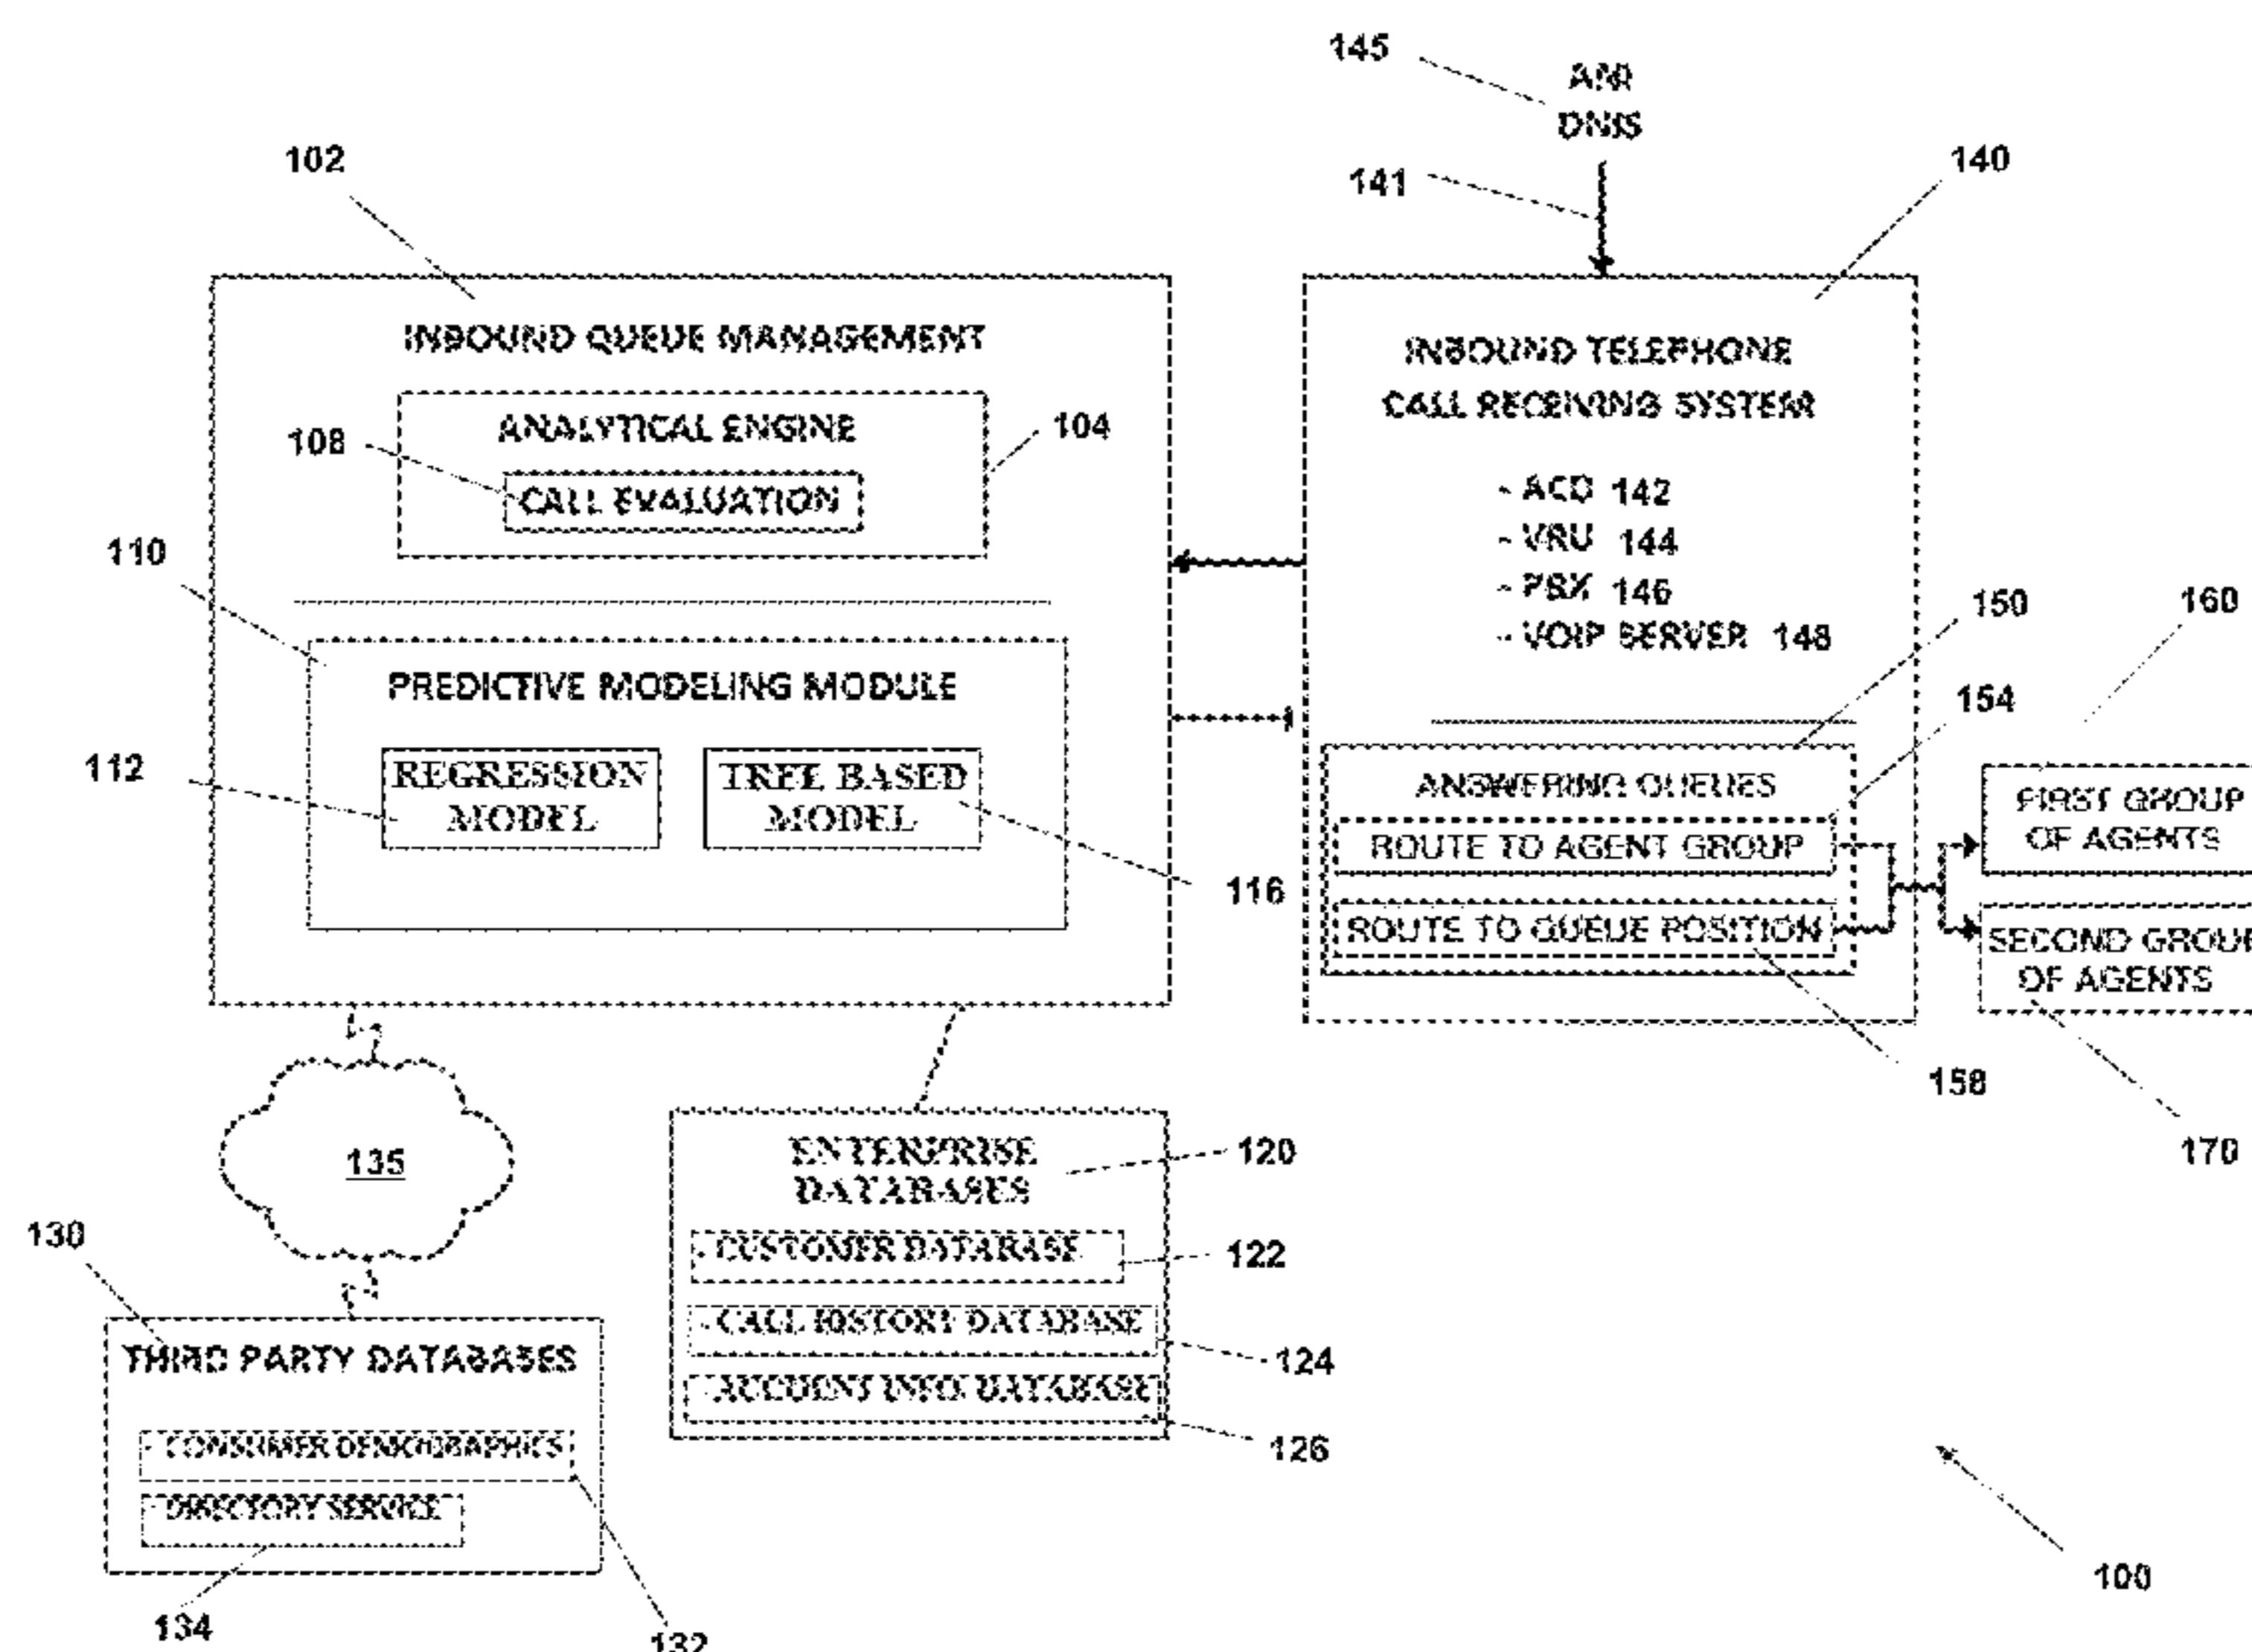 145
ANI
DNIS
102
141
140
INBOUND QUEUE MANAGEMENT
INBOUND TELEPHONE
CALL RECEIVING SYSTEM
ANALYTICAL ENGINE
104
108
CALL EVALUATION
- ACD 142
- VRU 144
- PBX 146
- VOIP SERVER 148
110
150
160
PREDICTIVE MODELING MODULE
154
112
REGRESSION
MODEL
TREE BASED
MODEL
116
ANSWERING QUEUES
ROUTE TO AGENT GROUP
ROUTE TO QUEUE POSITION
FIRST GROUP
OF AGENTS
SECOND GROUP
OF AGENTS
158
170
135
ENTERPRISE
DATABASES
120
- CUSTOMER DATABASE
122
- CALL HISTORY DATABASE
124
- ACCOUNT INFO. DATABASE
126
130
THIRD PARTY DATABASES
- CONSUMER DEMOGRAPHICS
- DIRECTORY SERVICE
134
132
100